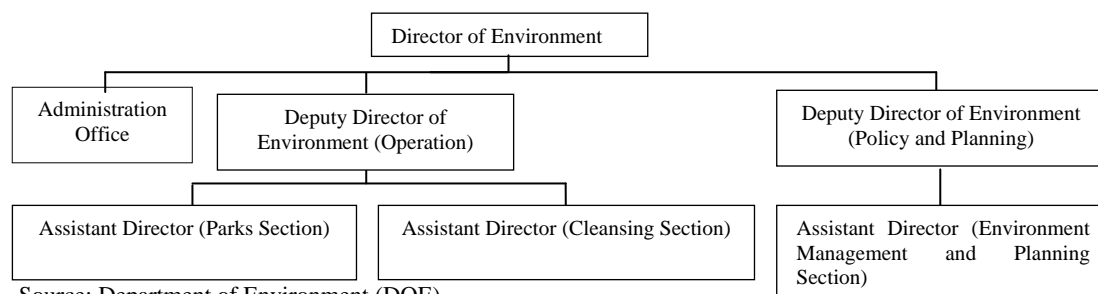 Director of Environment
Administration
Office
Deputy Director of
Environment (Operation)
Deputy Director of Environment
(Policy and Planning)
Assistant Director (Parks Section)
Assistant Director (Cleansing Section)
Assistant Director (Environment
Management and Planning
Section)
Source: Department of Environment (DOE)